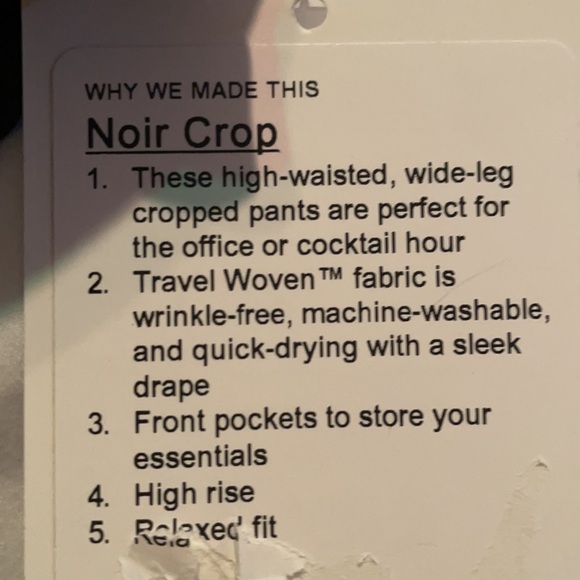 WHY WE MADE THIS
Noir Crop
1. These high-waisted, wide-leg
cropped pants are perfect for
the office or cocktail hour
2. Travel Woven™ fabric is
wrinkle-free, machine-washable,
and quick-drying with a sleek
drape
3. Front pockets to store your
essentials
4. High rise
5. Relaxed fit